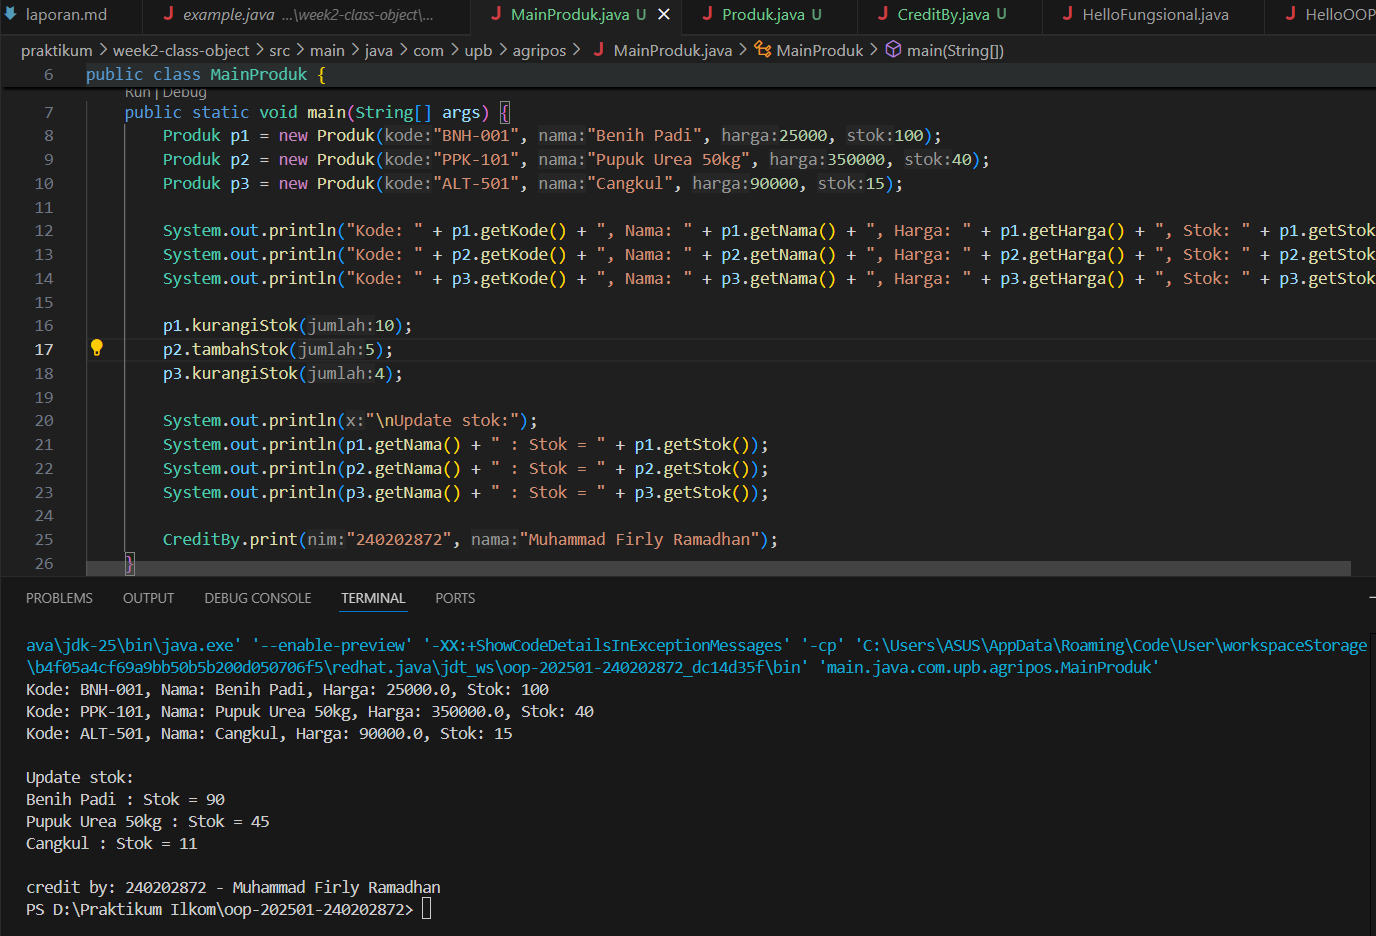 laporan.md  example.java ...\week2-class-object\...  MainProduk.java U  Produk.java U  CreditBy.java U  HelloFungsional.java  HelloOOP
praktikum > week2-class-object > src > main > java > com > upb > agripos > MainProduk.java > MainProduk > main(String[])
6 public class MainProduk {
Run | Debug
7 public static void main(String[] args) {
8 Produk p1 = new Produk(kode:"BNH-001", nama:"Benih Padi", harga:25000, stok:100);
9 Produk p2 = new Produk(kode:"PPK-101", nama:"Pupuk Urea 50kg", harga:350000, stok:40);
10 Produk p3 = new Produk(kode:"ALT-501", nama:"Cangkul", harga:90000, stok:15);
11
12 System.out.println("Kode: " + p1.getKode() + ", Nama: " + p1.getNama() + ", Harga: " + p1.getHarga() + ", Stok: " + p1.getStok
13 System.out.println("Kode: " + p2.getKode() + ", Nama: " + p2.getNama() + ", Harga: " + p2.getHarga() + ", Stok: " + p2.getStok
14 System.out.println("Kode: " + p3.getKode() + ", Nama: " + p3.getNama() + ", Harga: " + p3.getHarga() + ", Stok: " + p3.getStok
15
16 p1.kurangiStok(jumlah:10);
17 p2.tambahStok(jumlah:5);
18 p3.kurangiStok(jumlah:4);
19
20 System.out.println(x:"\nUpdate stok:");
21 System.out.println(p1.getNama() + " : Stok = " + p1.getStok());
22 System.out.println(p2.getNama() + " : Stok = " + p2.getStok());
23 System.out.println(p3.getNama() + " : Stok = " + p3.getStok());
24
25 CreditBy.print(nim:"240202872", nama:"Muhammad Firly Ramadhan");
26 }
PROBLEMS  OUTPUT  DEBUG CONSOLE  TERMINAL  PORTS
ava\jdk-25\bin\java.exe' '--enable-preview' '-XX:+ShowCodeDetailsInExceptionMessages' '-cp' 'C:\Users\ASUS\AppData\Roaming\Code\User\workspaceStorage
\b4f05a4cf69a9bb50b5b200d050706f5\redhat.java\jdt_ws\oop-202501-240202872_dc14d35f\bin' 'main.java.com.upb.agripos.MainProduk'
Kode: BNH-001, Nama: Benih Padi, Harga: 25000.0, Stok: 100
Kode: PPK-101, Nama: Pupuk Urea 50kg, Harga: 350000.0, Stok: 40
Kode: ALT-501, Nama: Cangkul, Harga: 90000.0, Stok: 15

Update stok:
Benih Padi : Stok = 90
Pupuk Urea 50kg : Stok = 45
Cangkul : Stok = 11

credit by: 240202872 - Muhammad Firly Ramadhan
PS D:\Praktikum Ilkom\oop-202501-240202872>